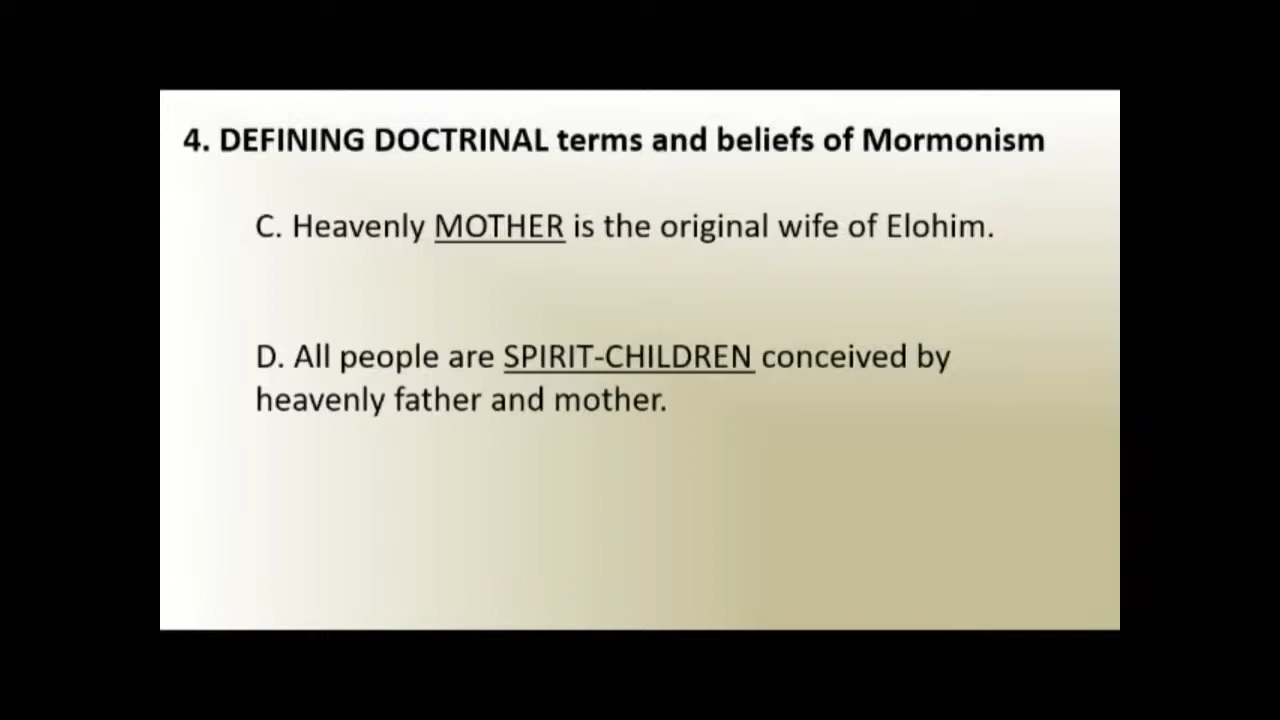 4. DEFINING DOCTRINAL terms and beliefs of Mormonism
C. Heavenly MOTHER is the original wife of Elohim.
D. All people are SPIRIT-CHILDREN conceived by
heavenly father and mother.